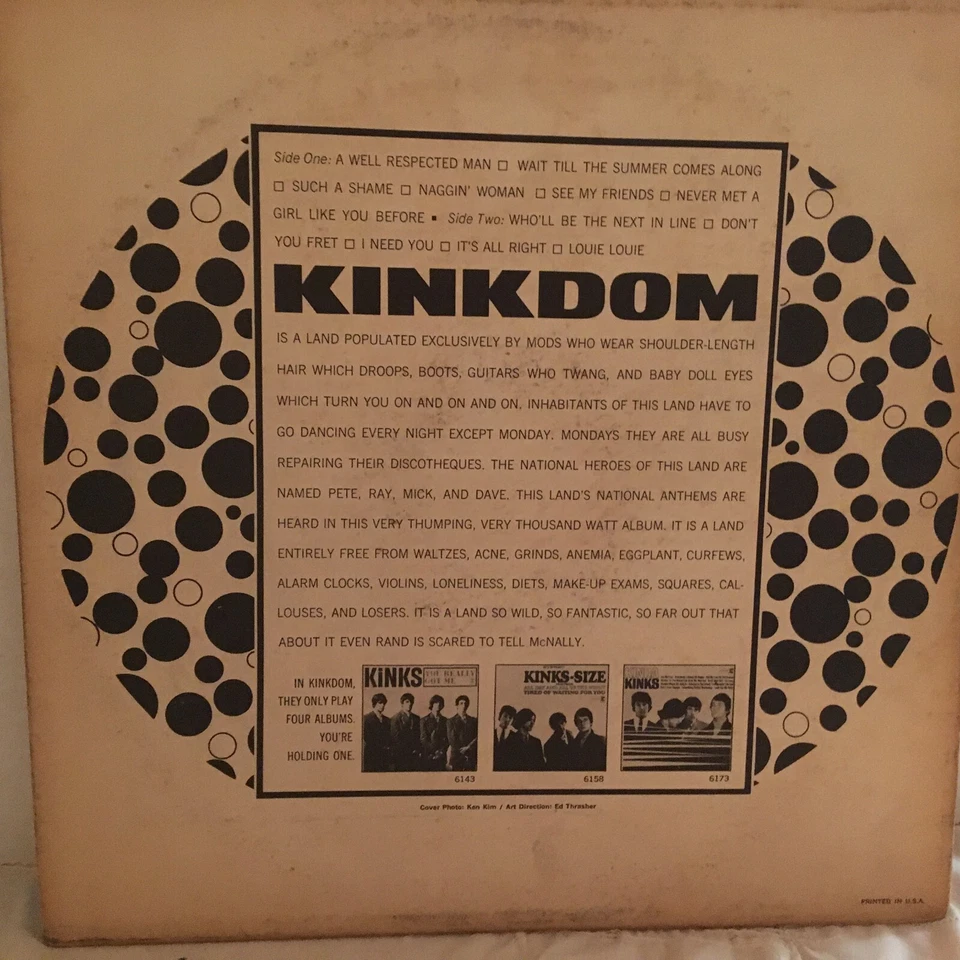 Side One: A WELL RESPECTED MAN □ WAIT TILL THE SUMMER COMES ALONG
□ SUCH A SHAME □ NAGGIN' WOMAN □ SEE MY FRIENDS □ NEVER MET A
GIRL LIKE YOU BEFORE ▪ Side Two: WHO'LL BE THE NEXT IN LINE □ DON'T
YOU FRET □ I NEED YOU □ IT'S ALL RIGHT □ LOUIE LOUIE
KINKDOM
IS A LAND POPULATED EXCLUSIVELY BY MODS WHO WEAR SHOULDER-LENGTH
HAIR WHICH DROOPS, BOOTS, GUITARS WHO TWANG, AND BABY DOLL EYES
WHICH TURN YOU ON AND ON AND ON. INHABITANTS OF THIS LAND HAVE TO
GO DANCING EVERY NIGHT EXCEPT MONDAY. MONDAYS THEY ARE ALL BUSY
REPAIRING THEIR DISCOTHEQUES. THE NATIONAL HEROES OF THIS LAND ARE
NAMED PETE, RAY, MICK, AND DAVE. THIS LAND'S NATIONAL ANTHEMS ARE
HEARD IN THIS VERY THUMPING, VERY THOUSAND WATT ALBUM. IT IS A LAND
ENTIRELY FREE FROM WALTZES, ACNE, GRINDS, ANEMIA, EGGPLANT, CURFEWS,
ALARM CLOCKS, VIOLINS, LONELINESS, DIETS, MAKE-UP EXAMS, SQUARES, CAL-
LOUSES, AND LOSERS. IT IS A LAND SO WILD, SO FANTASTIC, SO FAR OUT THAT
ABOUT IT EVEN RAND IS SCARED TO TELL McNALLY.
IN KINKDOM,
THEY ONLY PLAY
FOUR ALBUMS.
YOU'RE
HOLDING ONE.
KiNKS YOU REALLY
GOT ME
6143
KINKS-SIZE
TIRED OF WAITING FOR YOU
6158
KINKS
6173
Cover Photo: Ken Kim / Art Direction: Ed Thrasher
PRINTED IN U.S.A.